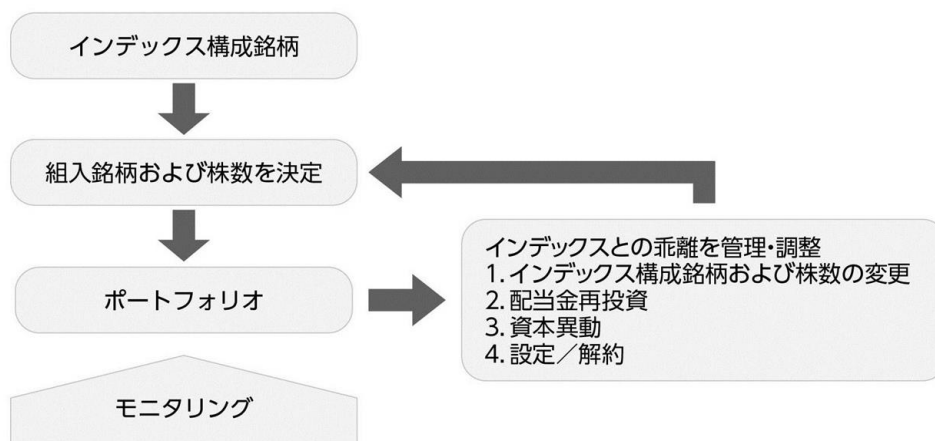 インデックス構成銘柄
組入銘柄および株数を決定
ポートフォリオ
インデックスとの乖離を管理・調整
1. インデックス構成銘柄および株数の変更
2. 配当金再投資
3. 資本異動
4. 設定／解約
モニタリング